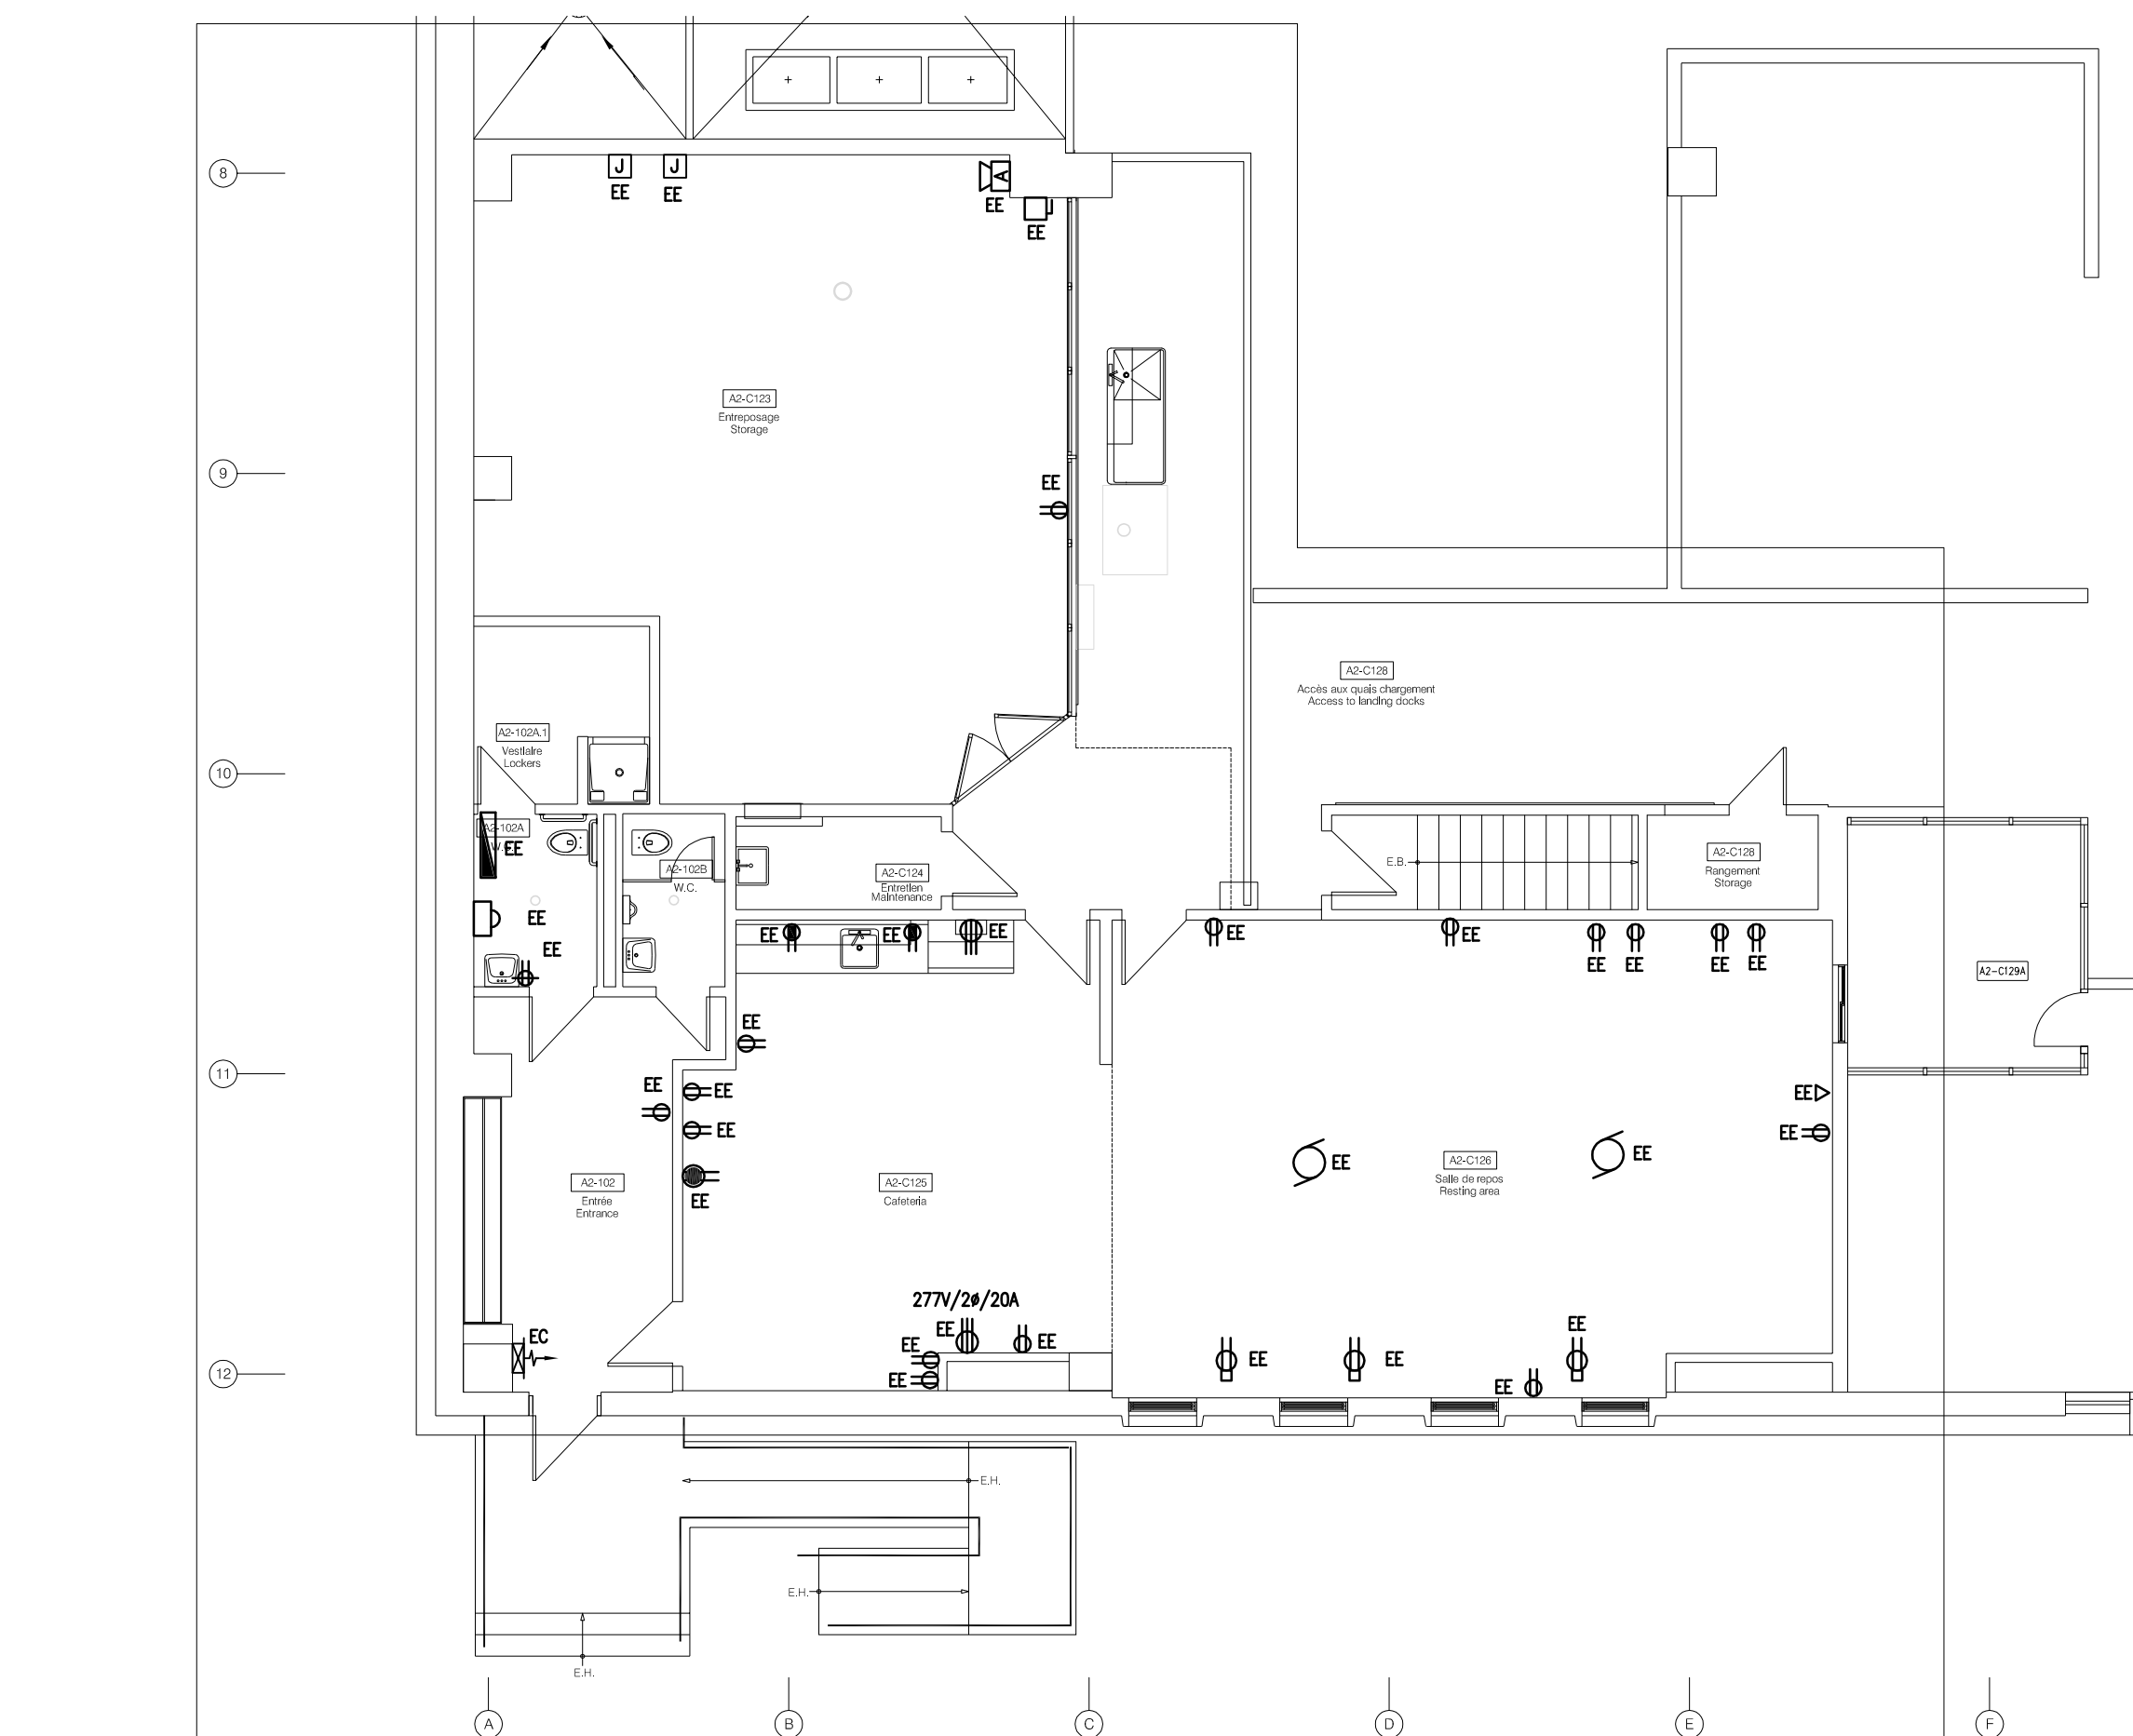 8
J
J
EE
EE
A
EE
EE
A2-C123
Entreposage
Storage
9
EE
A2-C128
Accès aux quais chargement
Access to landing docks
A2-102A.1
Vestiaire
Lockers
10
A2-102A
W.C.
EE
A2-102B
W.C.
A2-C124
Entretien
Maintenance
E.B.
A2-C128
Rangement
Storage
EE
EE
EE
EE
EE
EE
EE
EE
EE
EE
EE
A2-C129A
EE
11
EE
EE
EE
EE
EE
EE
EE
EE
EE
A2-102
Entrée
Entrance
A2-C125
Cafeteria
A2-C126
Salle de repos
Resting area
277V/2ø/20A
EC
EE
EE
EE
EE
EE
EE
EE
EE
12
E.H.
E.H.
E.H.
A
B
C
D
E
F